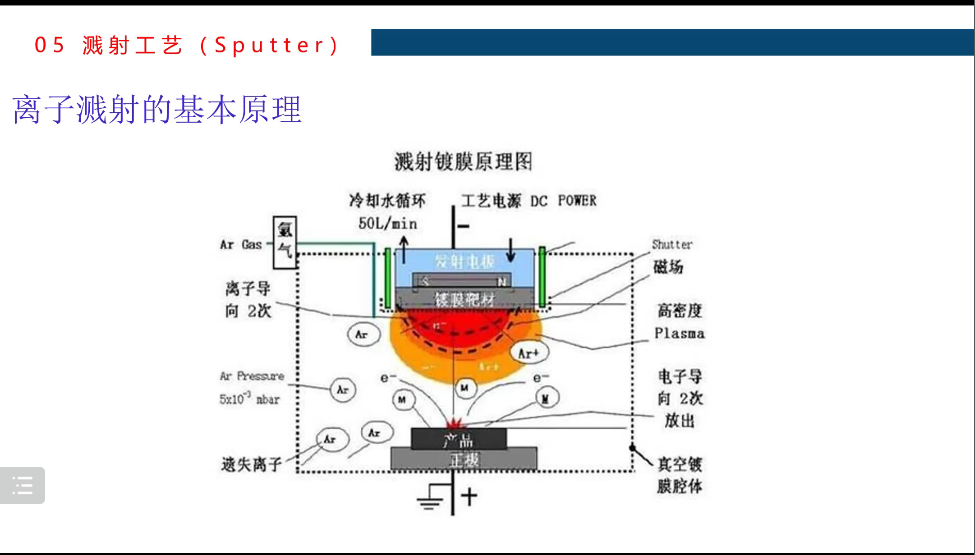 05 溅射工艺 (Sputter)
离子溅射的基本原理
溅射镀膜原理图
冷却水循环
50L/min
工艺电源 DC POWER
氩气
Ar Gas
Shutter
磁场
发射电极
S
N
镀膜靶材
离子导
向 2次
高密度
Plasma
Ar
Ar+
Ar+
Ar Pressure
5x10⁻³ mbar
Ar
e⁻
M
M
e⁻
M
电子导
向 2次
放出
Ar
Ar
产品
正极
遗失离子
真空镀
膜腔体
+